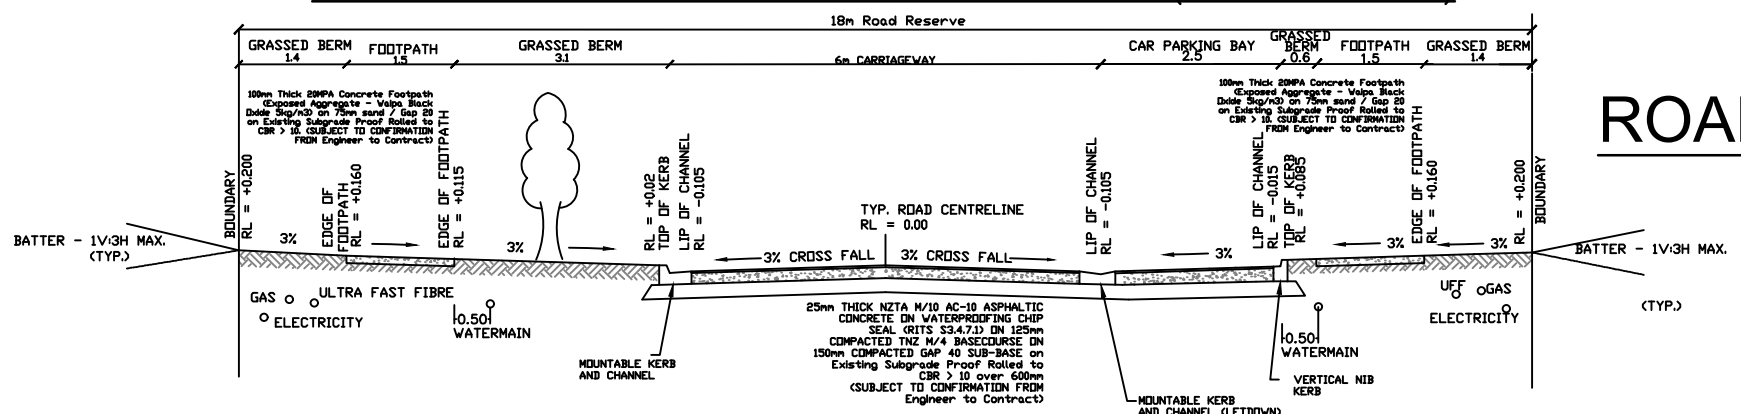 18m Road Reserve
GRASSED BERM
1.4
FOOTPATH
1.5
GRASSED BERM
3.1
6m CARRIAGEWAY
CAR PARKING BAY
2.5
GRASSED
BERM
0.6
FOOTPATH
1.5
GRASSED BERM
1.4
100mm Thick 20MPA Concrete Footpath
(Exposed Aggregate - Waipa Black
Oxide 5kg/m3) on 75mm sand / Gap 20
on Existing Subgrade Proof Rolled to
CBR > 10. (SUBJECT TO CONFIRMATION
FROM Engineer to Contract)
100mm Thick 20MPA Concrete Footpath
(Exposed Aggregate - Waipa Black
Oxide 5kg/m3) on 75mm sand / Gap 20
on Existing Subgrade Proof Rolled to
CBR > 10. (SUBJECT TO CONFIRMATION
FROM Engineer to Contract)
BOUNDARY
RL = +0.200
EDGE OF
FOOTPATH
RL = +0.160
EDGE OF FOOTPATH
RL = +0.115
RL = +0.02
TOP OF KERB
LIP OF CHANNEL
RL = -0.105
TYP. ROAD CENTRELINE
RL = 0.00
LIP OF CHANNEL
RL = -0.105
LIP OF CHANNEL
RL = -0.015
TOP OF KERB
RL = +0.085
EDGE OF FOOTPATH
RL = +0.160
RL = +0.200
BOUNDARY
BATTER - 1V:3H MAX.
(TYP.)
3%
3%
3% CROSS FALL
3% CROSS FALL
3%
3%
3%
BATTER - 1V:3H MAX.
(TYP.)
GAS
ULTRA FAST FIBRE
ELECTRICITY
0.50
WATERMAIN
MOUNTABLE KERB
AND CHANNEL
25mm THICK NZTA M/10 AC-10 ASPHALTIC
CONCRETE ON WATERPROOFING CHIP
SEAL (RITS S3.4.7.1) ON 125mm
COMPACTED TNZ M/4 BASECOURSE ON
150mm COMPACTED GAP 40 SUB-BASE on
Existing Subgrade Proof Rolled to
CBR > 10 over 600mm
(SUBJECT TO CONFIRMATION FROM
Engineer to Contract)
MOUNTABLE KERB
AND CHANNEL (LETDOWN)
VERTICAL NIB
KERB
0.50
WATERMAIN
UFF
GAS
ELECTRICITY
ROA